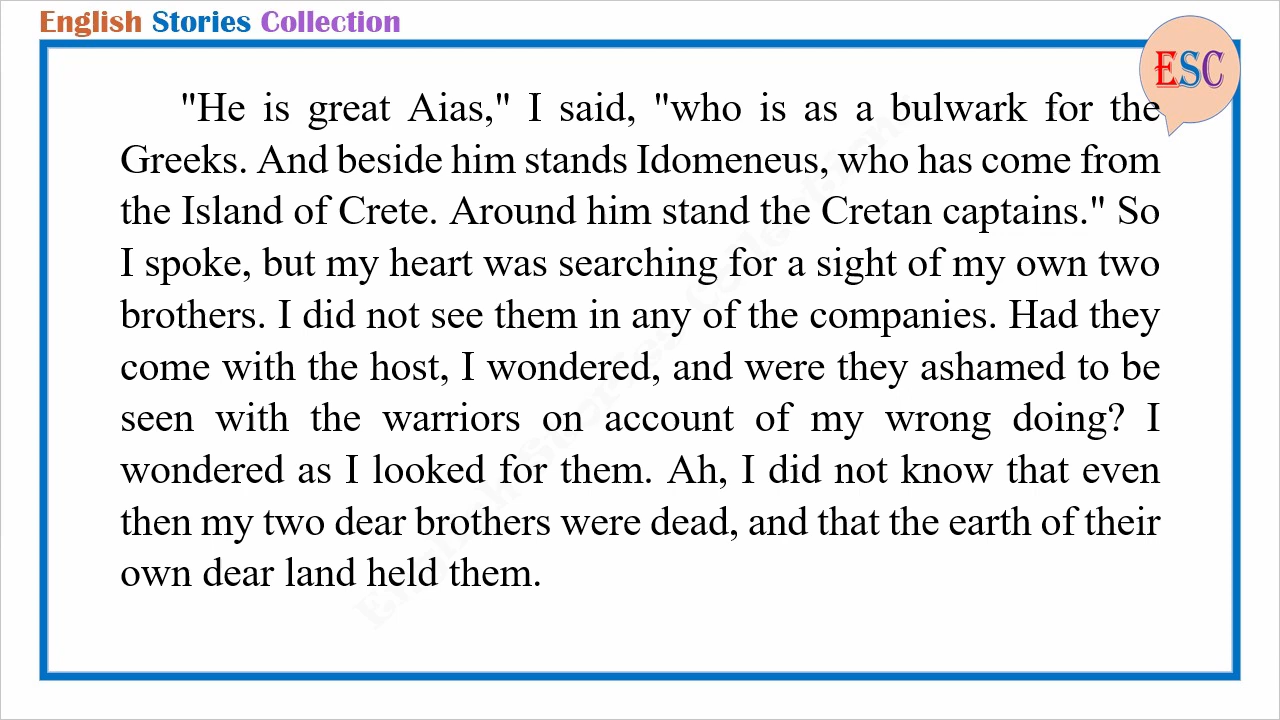 English Stories Collection
ESC
"He is great Aias," I said, "who is as a bulwark for the
Greeks. And beside him stands Idomeneus, who has come from
the Island of Crete. Around him stand the Cretan captains." So
I spoke, but my heart was searching for a sight of my own two
brothers. I did not see them in any of the companies. Had they
come with the host, I wondered, and were they ashamed to be
seen with the warriors on account of my wrong doing? I
wondered as I looked for them. Ah, I did not know that even
then my two dear brothers were dead, and that the earth of their
own dear land held them.
English Stories Collection